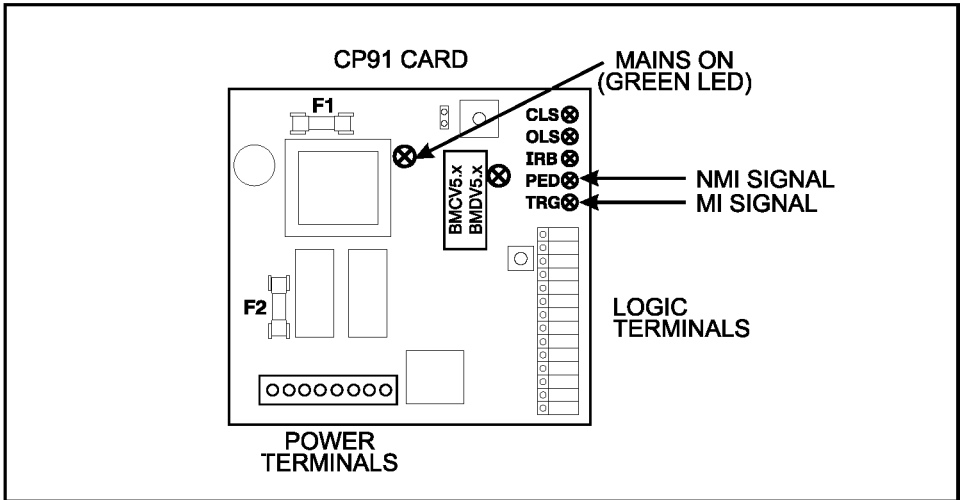 CP91 CARD
MAINS ON
(GREEN LED)
F1
CLS
OLS
IRB
PED
TRG
NMI SIGNAL
MI SIGNAL
BMCV5.x
BMDV5.x
F2
LOGIC
TERMINALS
POWER
TERMINALS